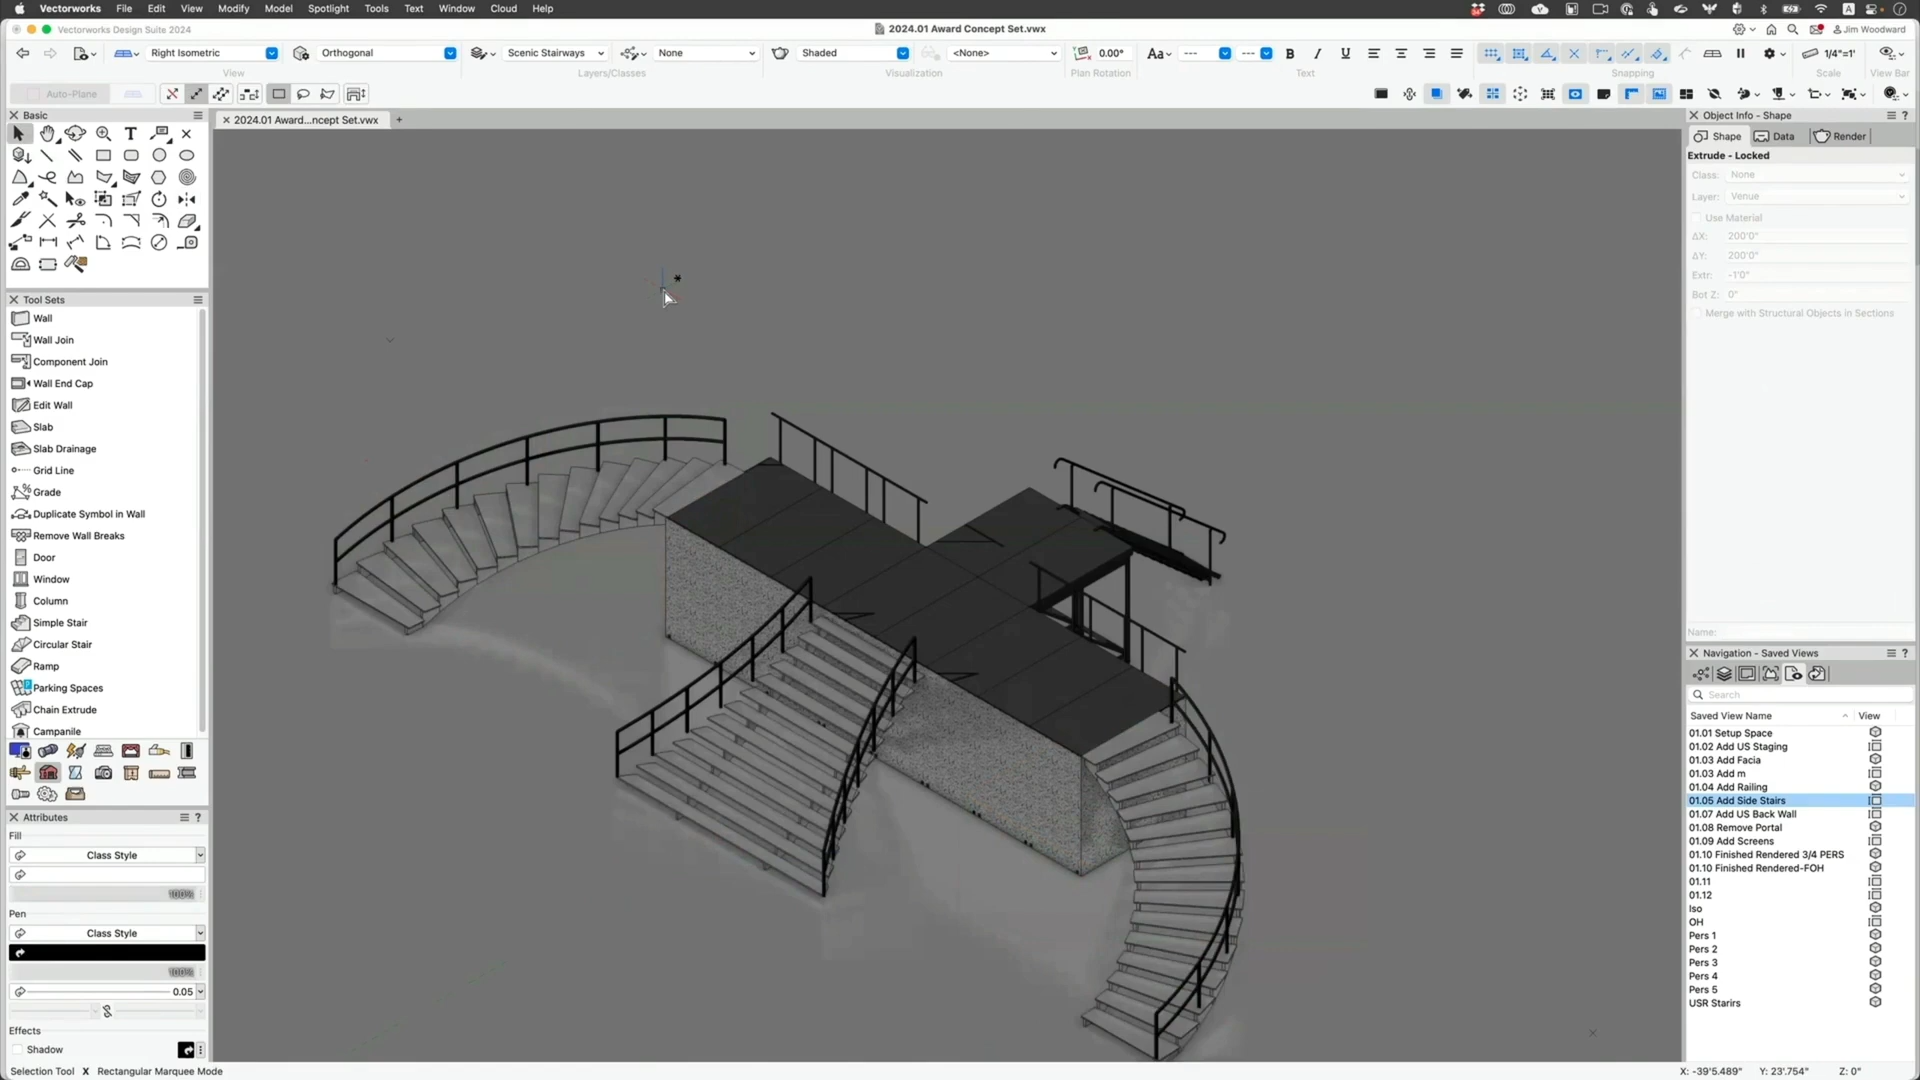 Vectorworks File Edit View Modify Model Spotlight Tools Text Window Cloud Help
Vectorworks Design Suite 2024
2024.01 Award Concept Set.vwx
Jim Woodward
Right Isometric
Orthogonal
Scenic Stairways
None
Shaded
<None>
0.00°
Aa
---
---
B I U
1/4"=1'
View
Layers/Classes
Visualization
Plan Rotation
Text
Snapping
Scale
View Bar
Auto-Plane
Basic
2024.01 Award...ncept Set.vwx
Tool Sets
Wall
Wall Join
Component Join
Wall End Cap
Edit Wall
Slab
Slab Drainage
Grid Line
Grade
Duplicate Symbol in Wall
Remove Wall Breaks
Door
Window
Column
Simple Stair
Circular Stair
Ramp
Parking Spaces
Chain Extrude
Campanile
Attributes
Fill
Class Style
100%
Pen
Class Style
100%
0.05
Effects
Shadow
Selection Tool X Rectangular Marquee Mode
Object Info - Shape
Shape
Data
Render
Extrude - Locked
Class: None
Layer: Venue
Use Material
ΔX: 200'0"
ΔY: 200'0"
Extr: -1'0"
Bot Z: 0"
Merge with Structural Objects in Sections
Name:
Navigation - Saved Views
Search
Saved View Name View
01.01 Setup Space
01.02 Add US Staging
01.03 Add Facia
01.03 Add m
01.04 Add Railing
01.05 Add Side Stairs
01.07 Add US Back Wall
01.08 Remove Portal
01.09 Add Screens
01.10 Finished Rendered 3/4 PERS
01.10 Finished Rendered-FOH
01.11
01.12
Iso
OH
Pers 1
Pers 2
Pers 3
Pers 4
Pers 5
USR Starirs
X: -39'5.489" Y: 23'.754" Z: 0"